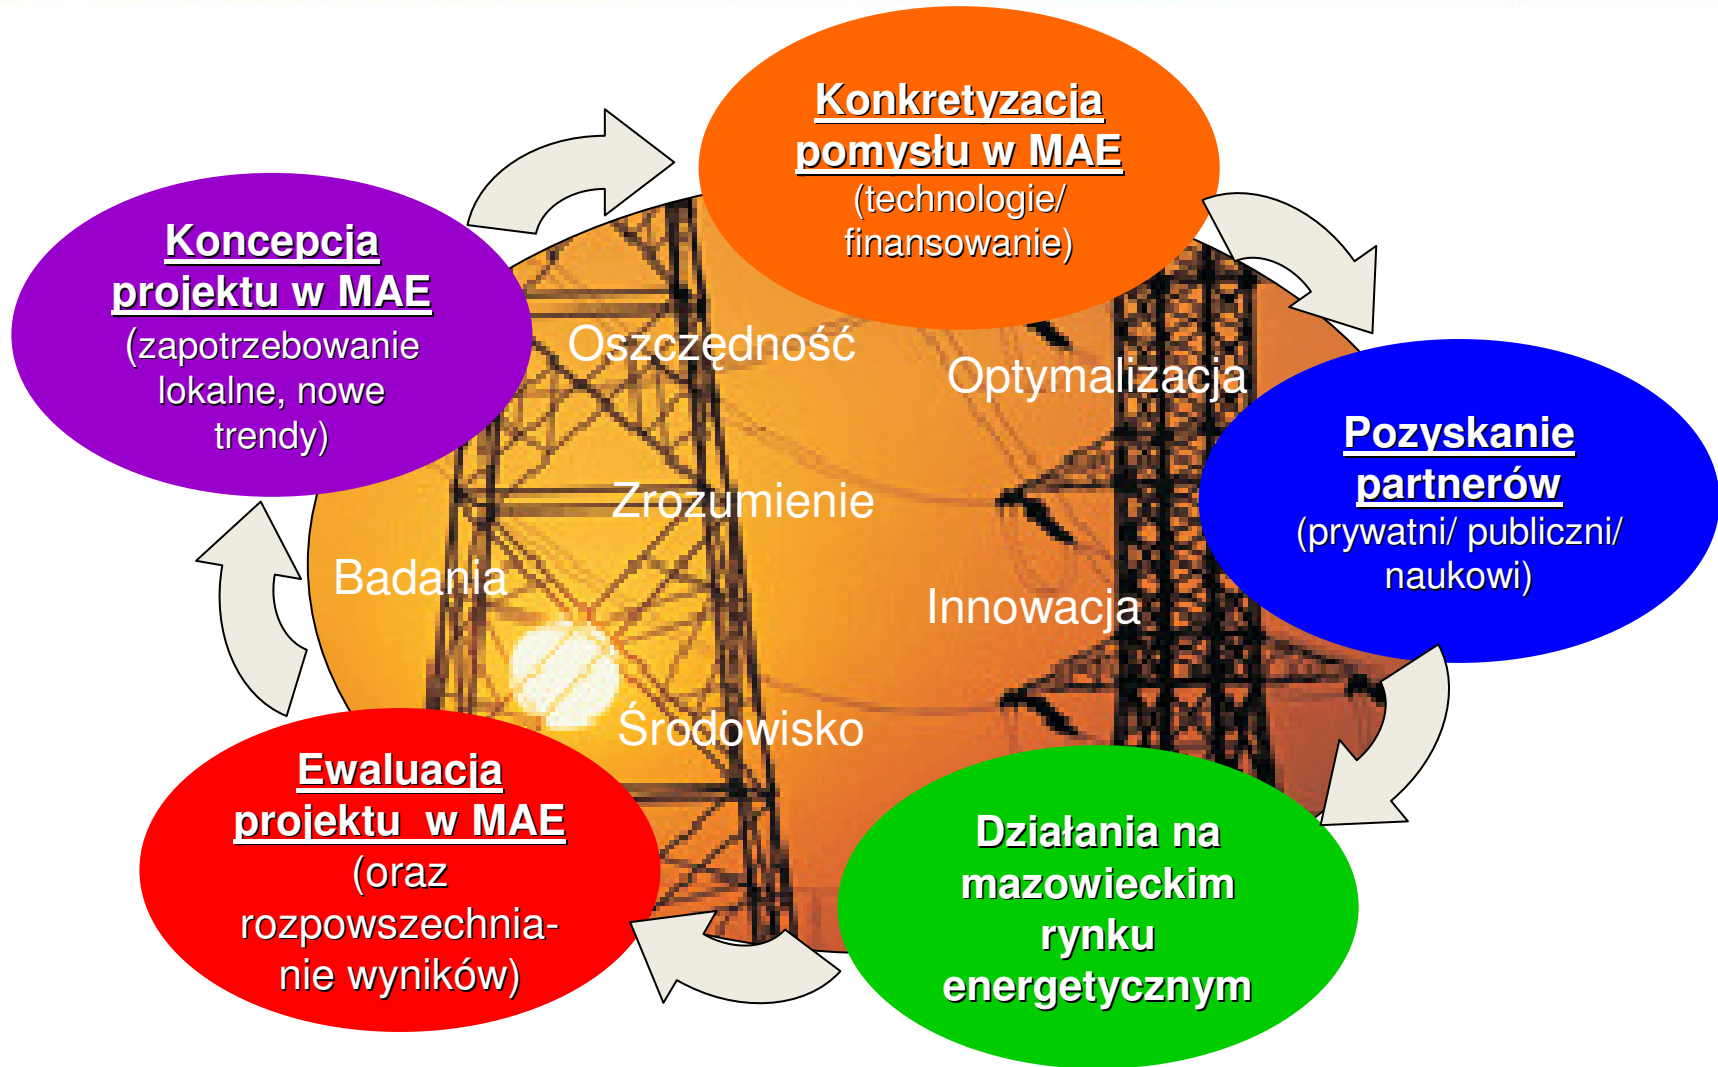 Konkretyzacja
pomysłu w MAE
(technologie/
finansowanie)
Koncepcja
projektu w MAE
(zapotrzebowanie
lokalne, nowe
trendy)
Oszczędność
Optymalizacja
Pozyskanie
partnerów
(prywatni/ publiczni/
naukowi)
Zrozumienie
Badania
Innowacja
Środowisko
Ewaluacja
projektu w MAE
(oraz
rozpowszechnia-
nie wyników)
Działania na
mazowieckim
rynku
energetycznym